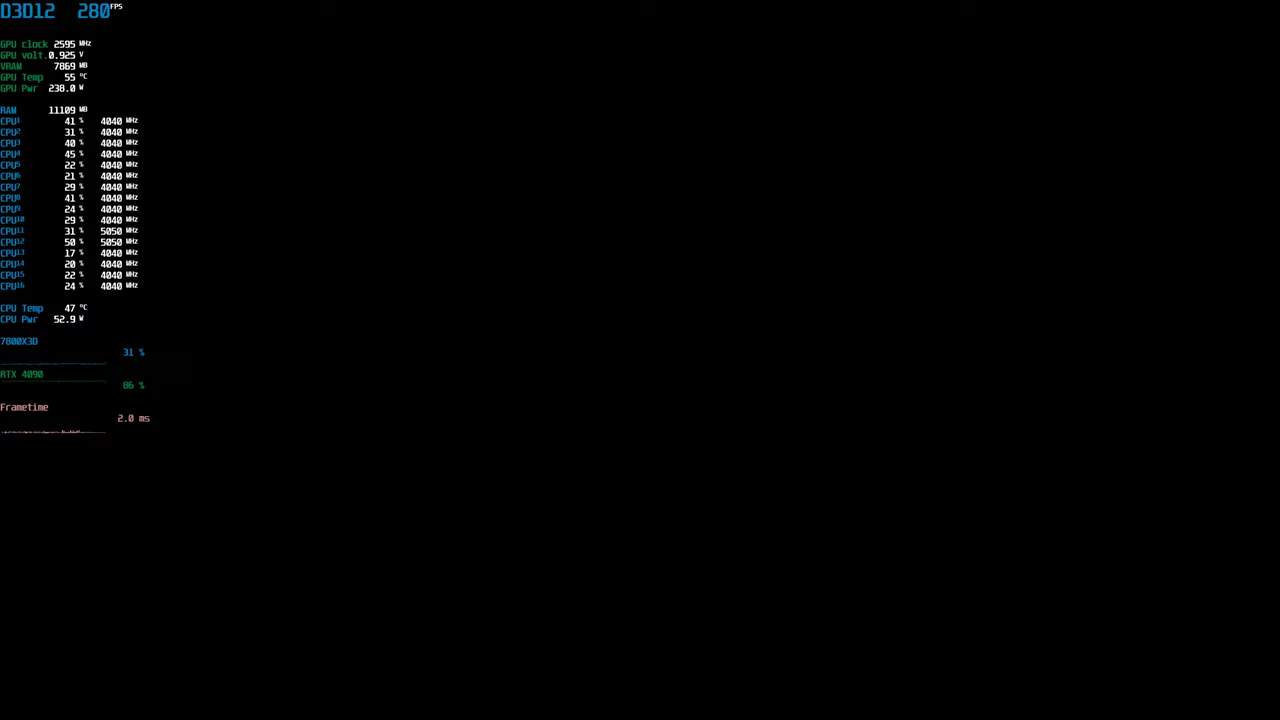 D3D12 280 FPS
GPU clock 2595 MHz
GPU volt. 0.925 V
VRAM 7869 MB
GPU Temp 55 °C
GPU Pwr 238.0 W
RAM 11109 MB
CPU1 41 % 4040 MHz
CPU2 31 % 4040 MHz
CPU3 40 % 4040 MHz
CPU4 45 % 4040 MHz
CPU5 22 % 4040 MHz
CPU6 21 % 4040 MHz
CPU7 29 % 4040 MHz
CPU8 41 % 4040 MHz
CPU9 24 % 4040 MHz
CPU10 29 % 4040 MHz
CPU11 31 % 5050 MHz
CPU12 50 % 5050 MHz
CPU13 17 % 4040 MHz
CPU14 20 % 4040 MHz
CPU15 22 % 4040 MHz
CPU16 24 % 4040 MHz
CPU Temp 47 °C
CPU Pwr 52.9 W
7800X3D
31 %
RTX 4090
86 %
Frametime
2.0 ms